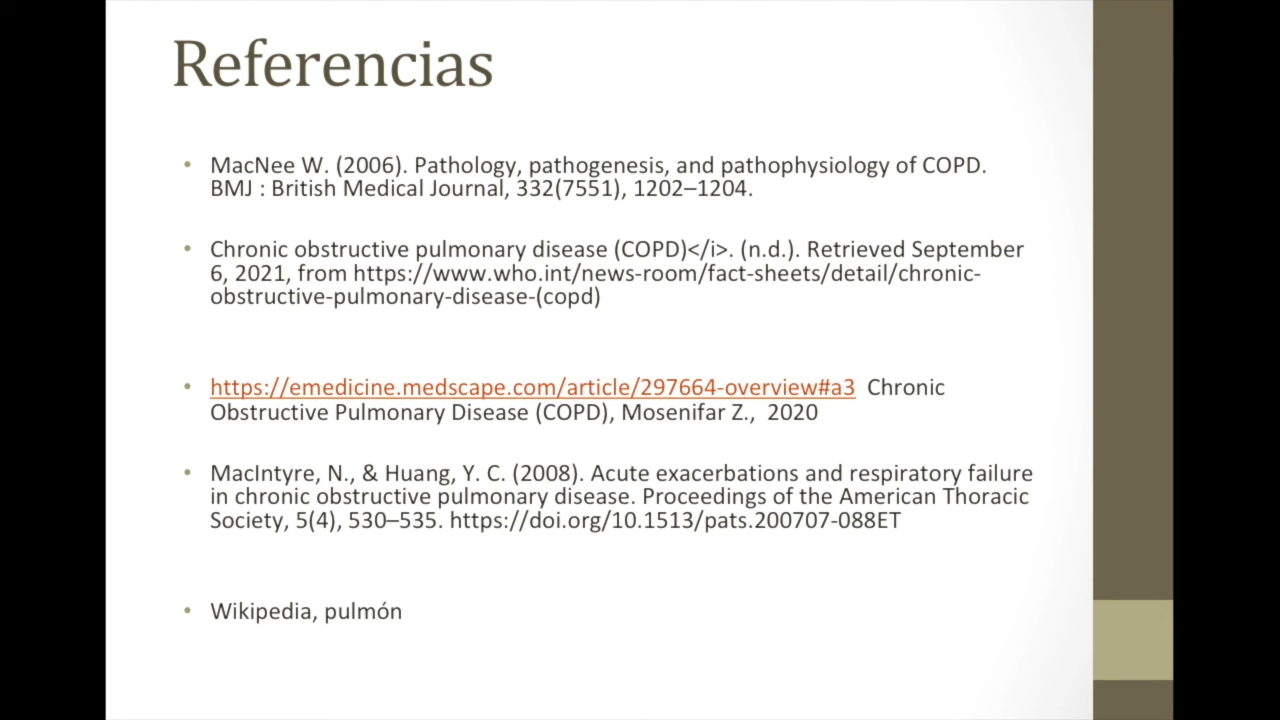 Referencias
MacNee W. (2006). Pathology, pathogenesis, and pathophysiology of COPD.
BMJ : British Medical Journal, 332(7551), 1202–1204.
Chronic obstructive pulmonary disease (COPD)</i>. (n.d.). Retrieved September
6, 2021, from https://www.who.int/news-room/fact-sheets/detail/chronic-
obstructive-pulmonary-disease-(copd)
https://emedicine.medscape.com/article/297664-overview#a3 Chronic
Obstructive Pulmonary Disease (COPD), Mosenifar Z., 2020
MacIntyre, N., & Huang, Y. C. (2008). Acute exacerbations and respiratory failure
in chronic obstructive pulmonary disease. Proceedings of the American Thoracic
Society, 5(4), 530–535. https://doi.org/10.1513/pats.200707-088ET
Wikipedia, pulmón